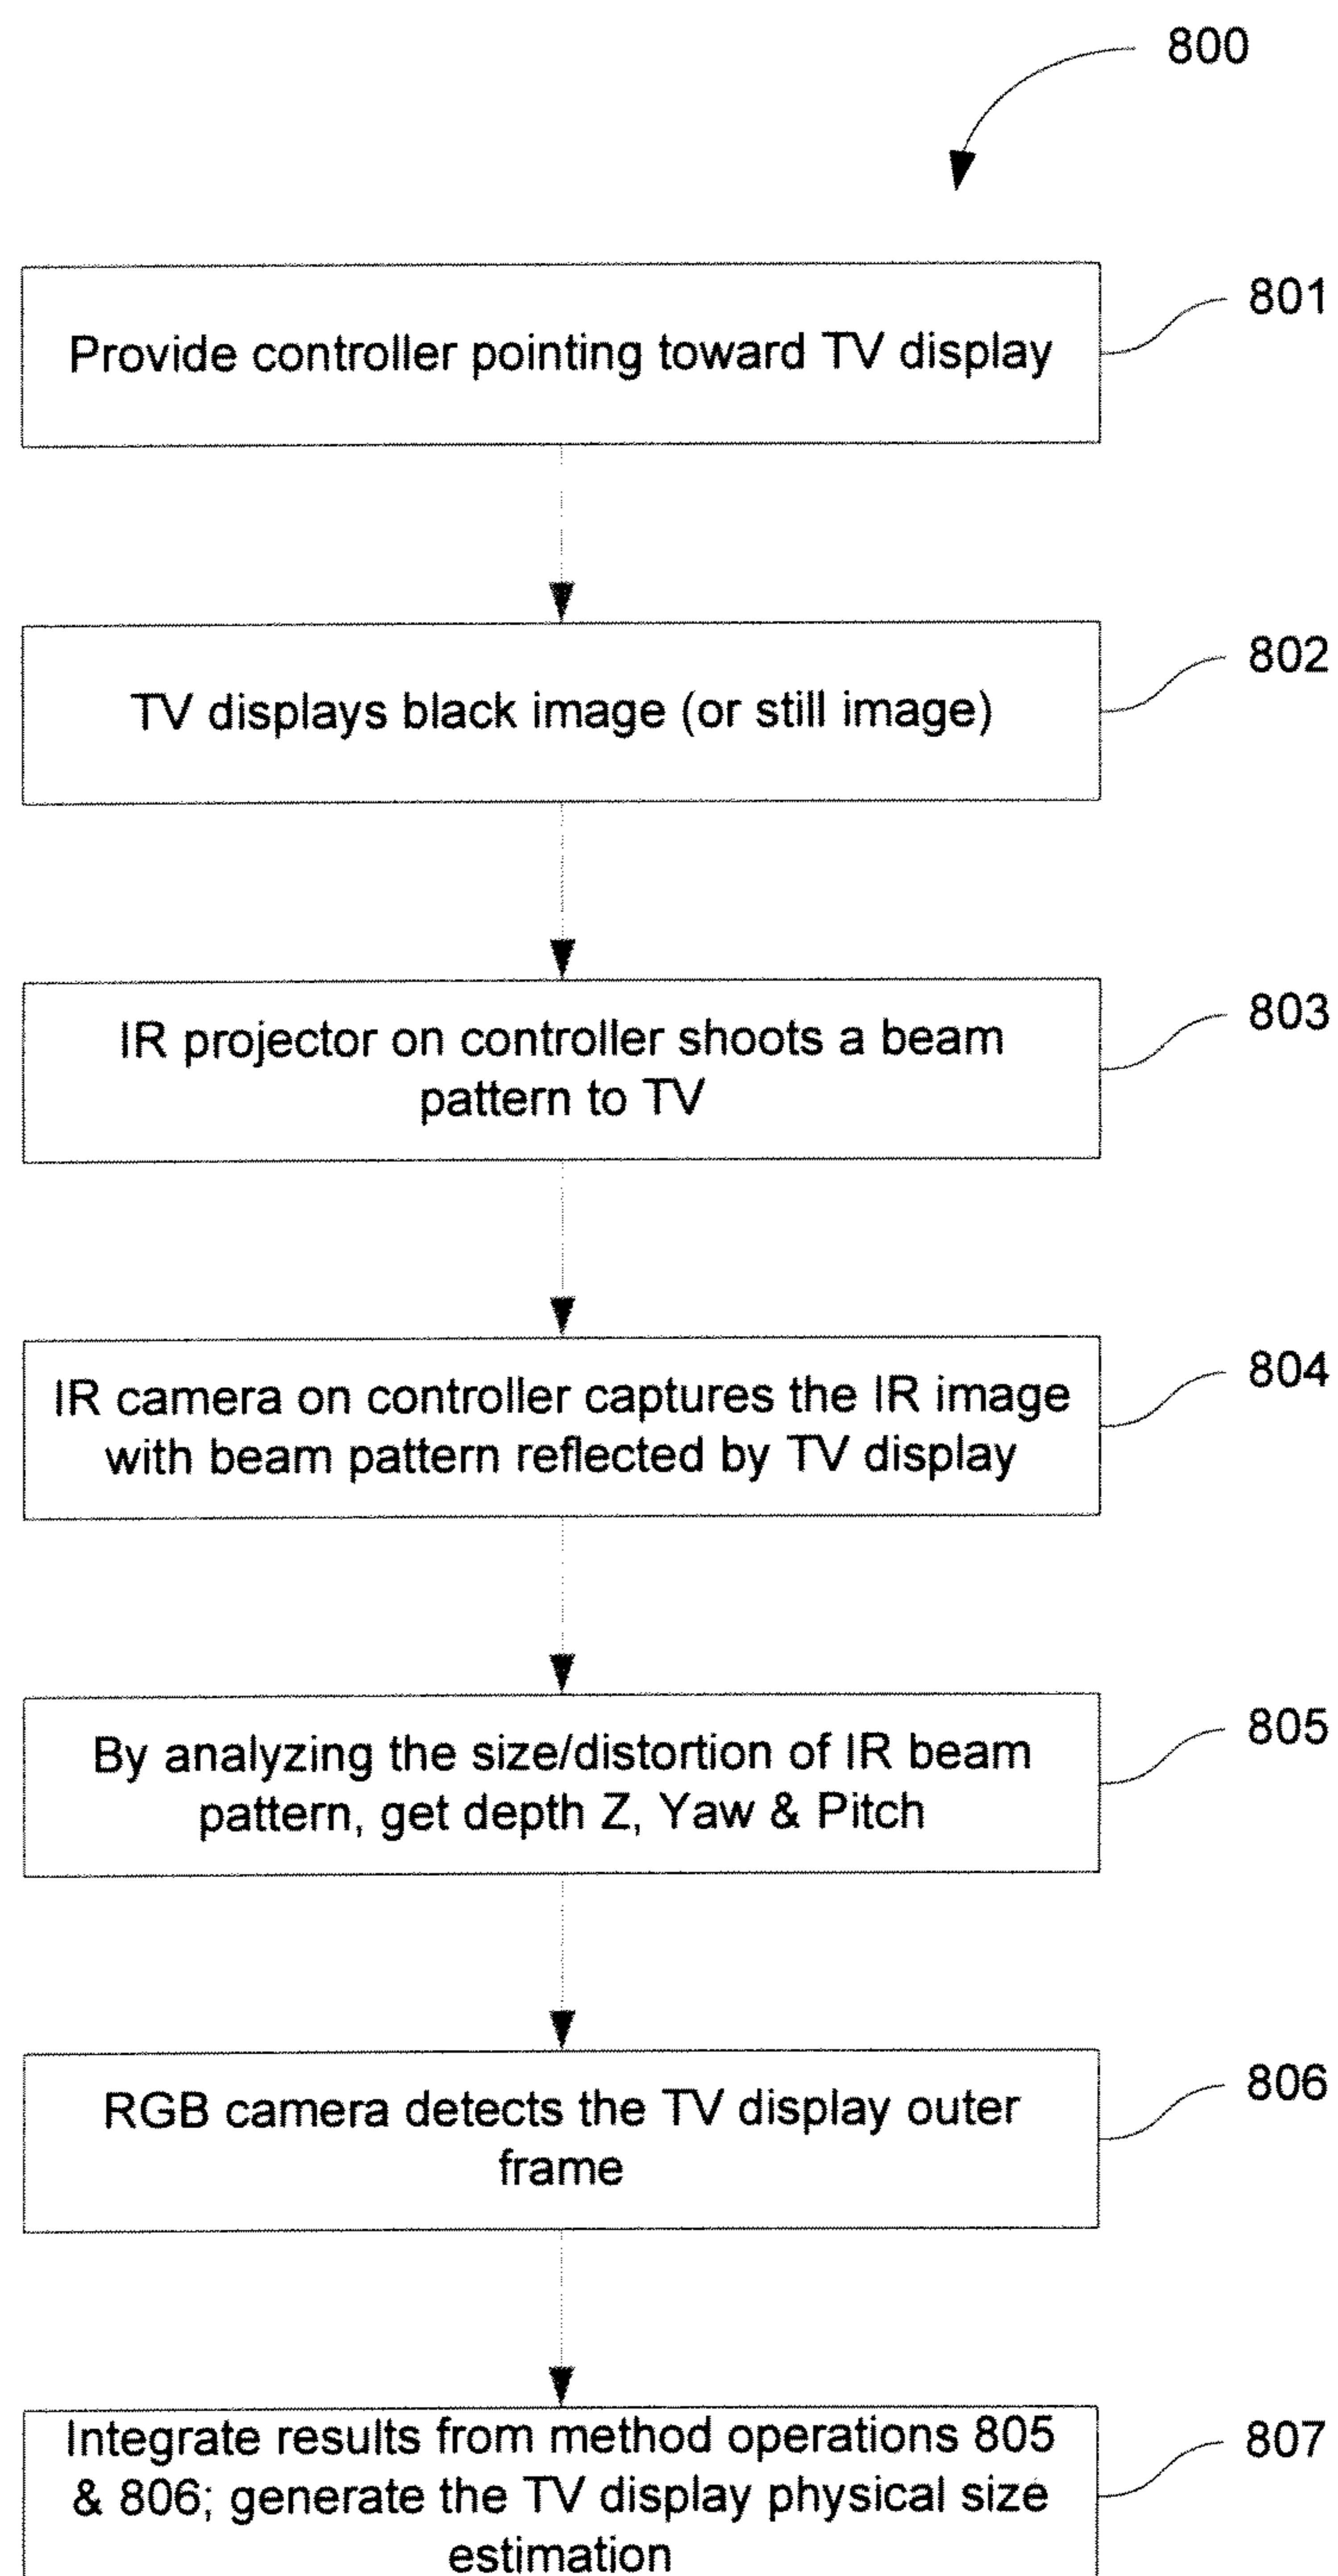 800
Provide controller pointing toward TV display
801
TV displays black image (or still image)
802
IR projector on controller shoots a beam
pattern to TV
803
IR camera on controller captures the IR image
with beam pattern reflected by TV display
804
By analyzing the size/distortion of IR beam
pattern, get depth Z, Yaw & Pitch
805
RGB camera detects the TV display outer
frame
806
Integrate results from method operations 805
& 806; generate the TV display physical size
estimation
807